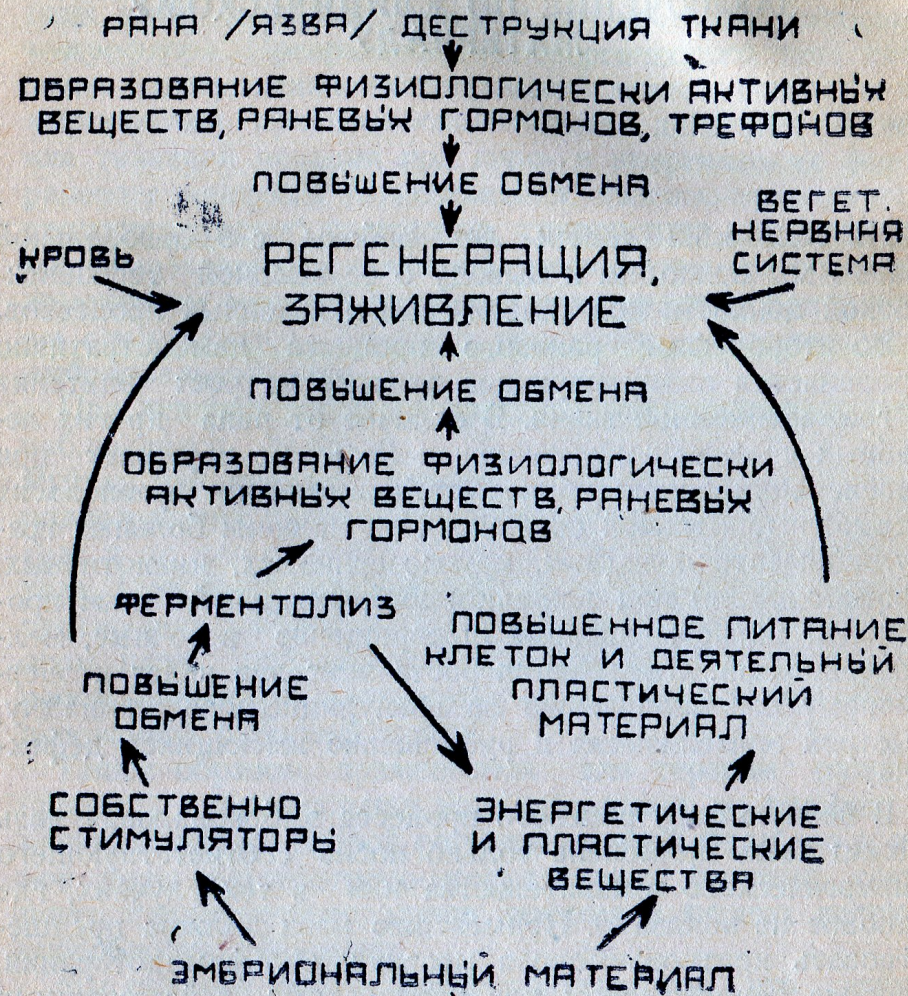 РАНА /ЯЗВА/ ДЕСТРУКЦИЯ ТКАНИ
ОБРАЗОВАНИЕ ФИЗИОЛОГИЧЕСКИ АКТИВНЫХ
ВЕЩЕСТВ, РАНЕВЫХ ГОРМОНОВ, ТРЕФОНОВ
ПОВЫШЕНИЕ ОБМЕНА
ВЕГЕТ.
НЕРВНАЯ
СИСТЕМА
КРОВЬ
РЕГЕНЕРАЦИЯ,
ЗАЖИВЛЕНИЕ
ПОВЫШЕНИЕ ОБМЕНА
ОБРАЗОВАНИЕ ФИЗИОЛОГИЧЕСКИ
АКТИВНЫХ ВЕЩЕСТВ, РАНЕВЫХ
ГОРМОНОВ
ФЕРМЕНТОЛИЗ
ПОВЫШЕННОЕ ПИТАНИЕ
КЛЕТОК И ДЕЯТЕЛЬНЫЙ
ПЛАСТИЧЕСКИЙ
МАТЕРИАЛ
ПОВЫШЕНИЕ
ОБМЕНА
СОБСТВЕННО
СТИМУЛЯТОРЫ
ЭНЕРГЕТИЧЕСКИЕ
И ПЛАСТИЧЕСКИЕ
ВЕЩЕСТВА
ЭМБРИОНАЛЬНЫЙ МАТЕРИАЛ